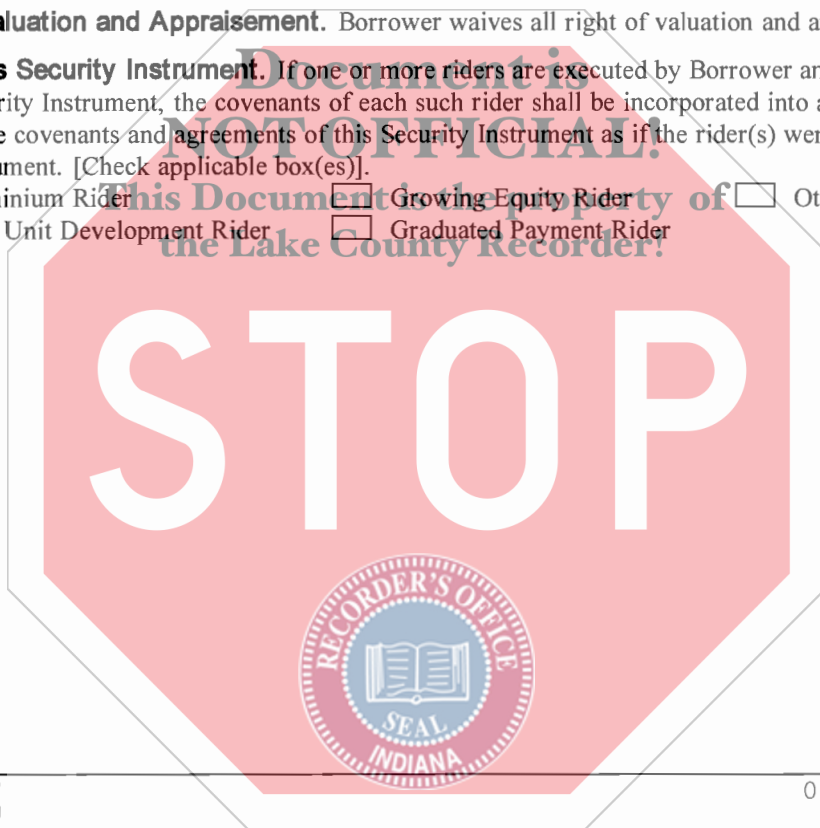 luation and Appraisement. Borrower waives all right of valuation and a
Document is
s Security Instrument. If one or more riders are executed by Borrower an
rity Instrument, the covenants of each such rider shall be incorporated into a
NOT OFFICIAL!
e covenants and agreements of this Security Instrument as if the rider(s) wer
ument. [Check applicable box(es)].
This Document is the property of
inium Rider Growing Equity Rider Ot
the Lake County Recorder!
Unit Development Rider Graduated Payment Rider
STOP
RECORDER'S OFFICE
SEAL
INDIANA
0